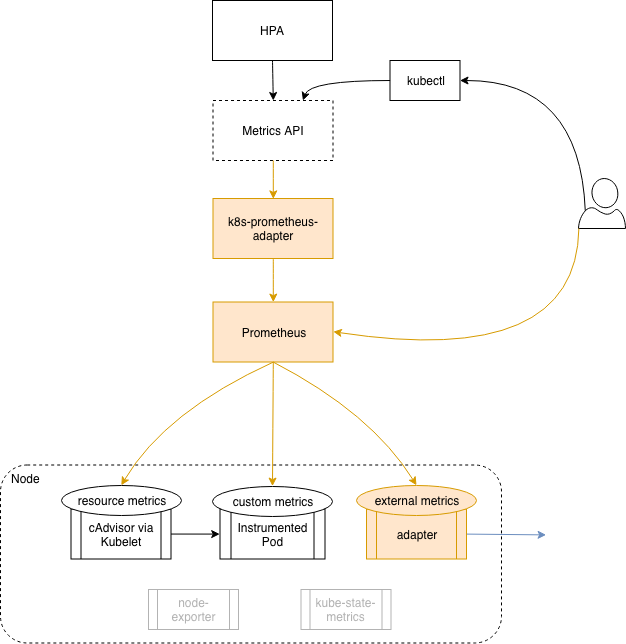 HPA
kubectl
Metrics API
k8s-prometheus-
adapter
Prometheus
Node
resource metrics
cAdvisor via
Kubelet
custom metrics
Instrumented
Pod
external metrics
adapter
node-
exporter
kube-state-
metrics